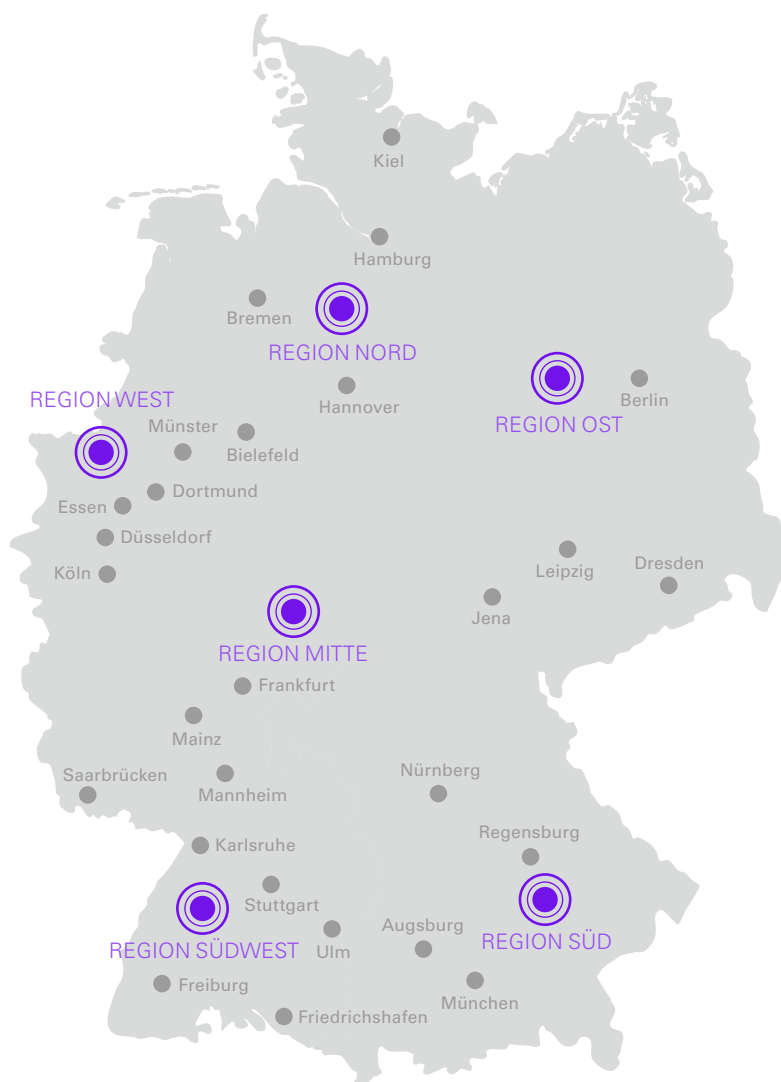 Kiel
Hamburg
Bremen
REGION NORD
Hannover
Berlin
REGION WEST
REGION OST
Münster
Bielefeld
Dortmund
Essen
Düsseldorf
Köln
Leipzig
Dresden
Jena
REGION MITTE
Frankfurt
Mainz
Saarbrücken
Mannheim
Nürnberg
Regensburg
Karlsruhe
Stuttgart
Augsburg
REGION SÜD
REGION SÜDWEST
Ulm
Freiburg
München
Friedrichshafen